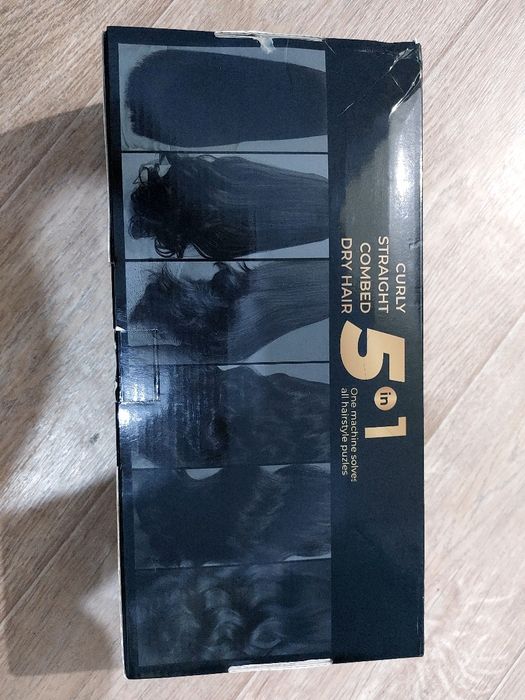 CURLY
STRAIGHT
COMBED
DRY HAIR
5 in 1
One machine solves
all hairstyle puzles